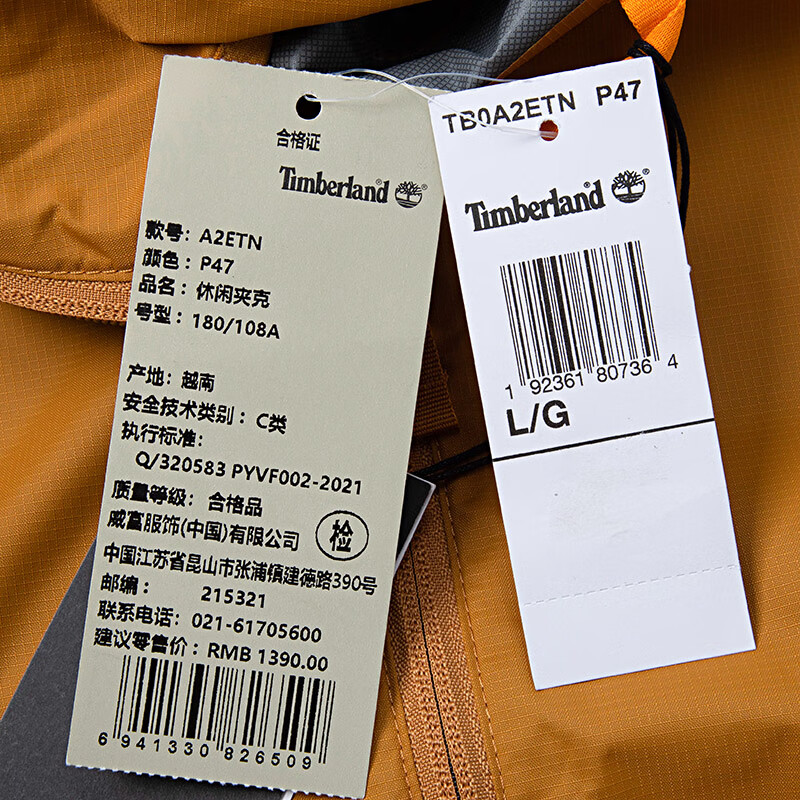 合格证
Timberland®
款号：A2ETN
颜色：P47
品名：休闲夹克
号型：180/108A
产地：越南
安全技术类别：C类
执行标准：
Q/320583 PYVF002-2021
质量等级：合格品
威富服饰(中国)有限公司
检
中国江苏省昆山市张浦镇建德路390号
邮编：215321
联系电话：021-61705600
建议零售价：RMB 1390.00
6 941330 826509
TB0A2ETN P47
Timberland®
1 92361 80736 4
L/G